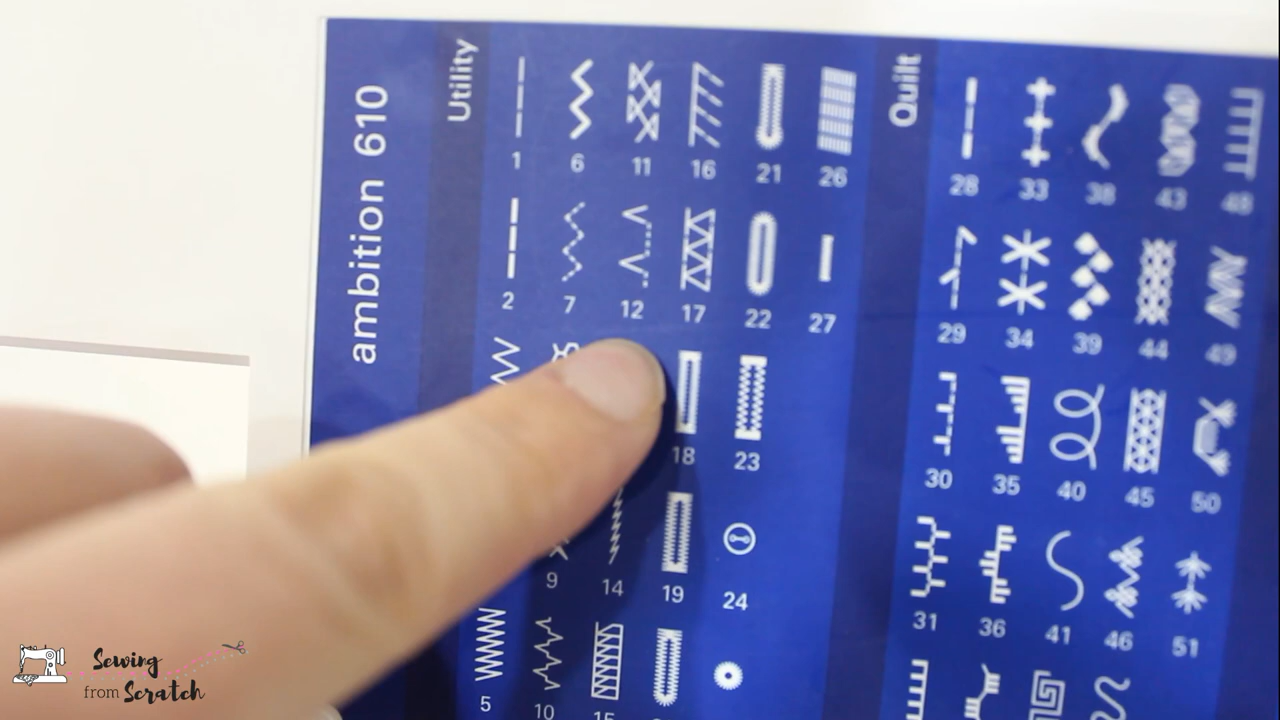 ambition 610
Utility
1 6 11 16 21 26
2 7 12 17 22 27
18 23
9 14 19 24
5 10 15
Quilt
28 33 38 43 48
29 34 39 44 49
30 35 40 45 50
31 36 41 46 51
Sewing
from Scratch